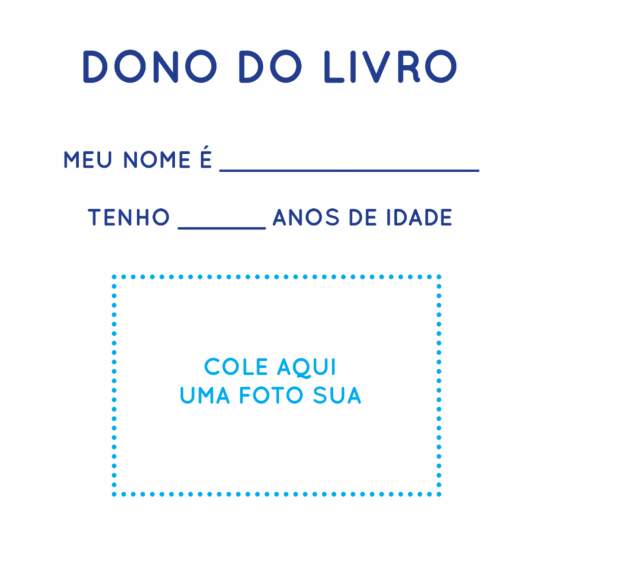 DONO DO LIVRO
MEU NOME É ____________________
TENHO _______ ANOS DE IDADE
COLE AQUI
UMA FOTO SUA